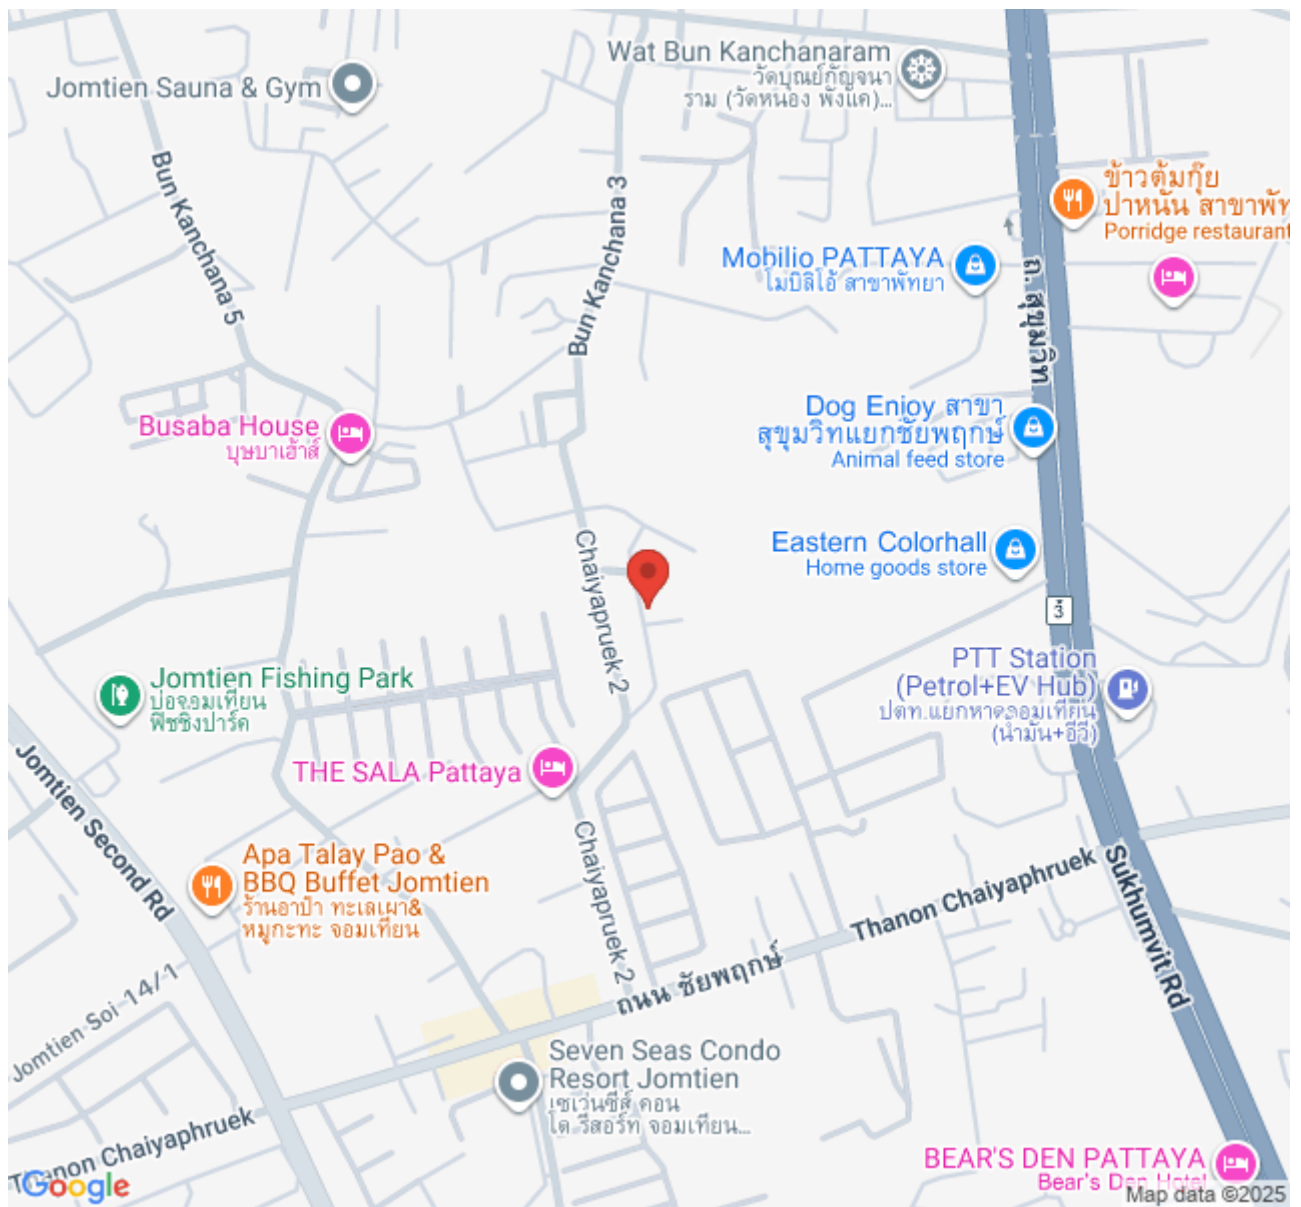 Wat Bun Kanchanaram
วัดบุณย์กัญจนา
ราม (วัดหนอง พังแค)...
Jomtien Sauna & Gym
Bun Kanchana 5
Bun Kanchana 3
ข้าวต้มกุ๊ย
ปาหนัน สาขาพัท
Porridge restaurant
Mobilio PATTAYA
โมบิลิโอ้ สาขาพัทยา
ถ. สุขุมวิท
Busaba House
บุษบาเฮ้าส์
Dog Enjoy สาขา
สุขุมวิทแยกชัยพฤกษ์
Animal feed store
Eastern Colorhall
Home goods store
3
Chaiyapruek 2
Jomtien Fishing Park
บ่อจอมเทียน
ฟิชชิ่งปาร์ค
PTT Station
(Petrol+EV Hub)
ปตท.แยกหาดจอมเทียน
(น้ำมัน+อีวี)
THE SALA Pattaya
Jomtien Second Rd
Apa Talay Pao &
BBQ Buffet Jomtien
ร้านอาป๋า ทะเลเผา&
หมูกะทะ จอมเทียน
Chaiyapruek 2
Thanon Chaiyaphruek
Sukhumvit Rd
ถนน ชัยพฤกษ์
Jomtien Soi 14/1
Seven Seas Condo
Resort Jomtien
เซเว่นซีส์ คอน
โด รีสอร์ท จอมเทียน...
Thanon Chaiyaphruek
BEAR'S DEN PATTAYA
Bear's Den Hotel
Google
Map data ©2025